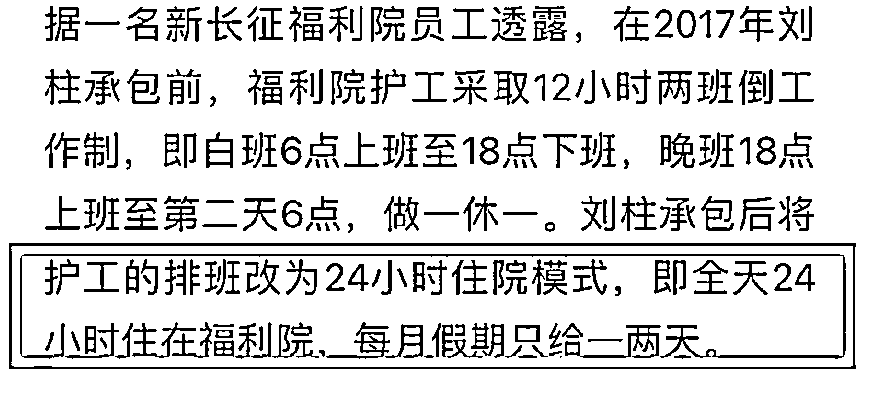 据一名新长征福利院员工透露，在2017年刘
柱承包前，福利院护工采取12小时两班倒工
作制，即白班6点上班至18点下班，晚班18点
上班至第二天6点，做一休一。刘柱承包后将
护工的排班改为24小时住院模式，即全天24
小时住在福利院，每月假期只给一两天。